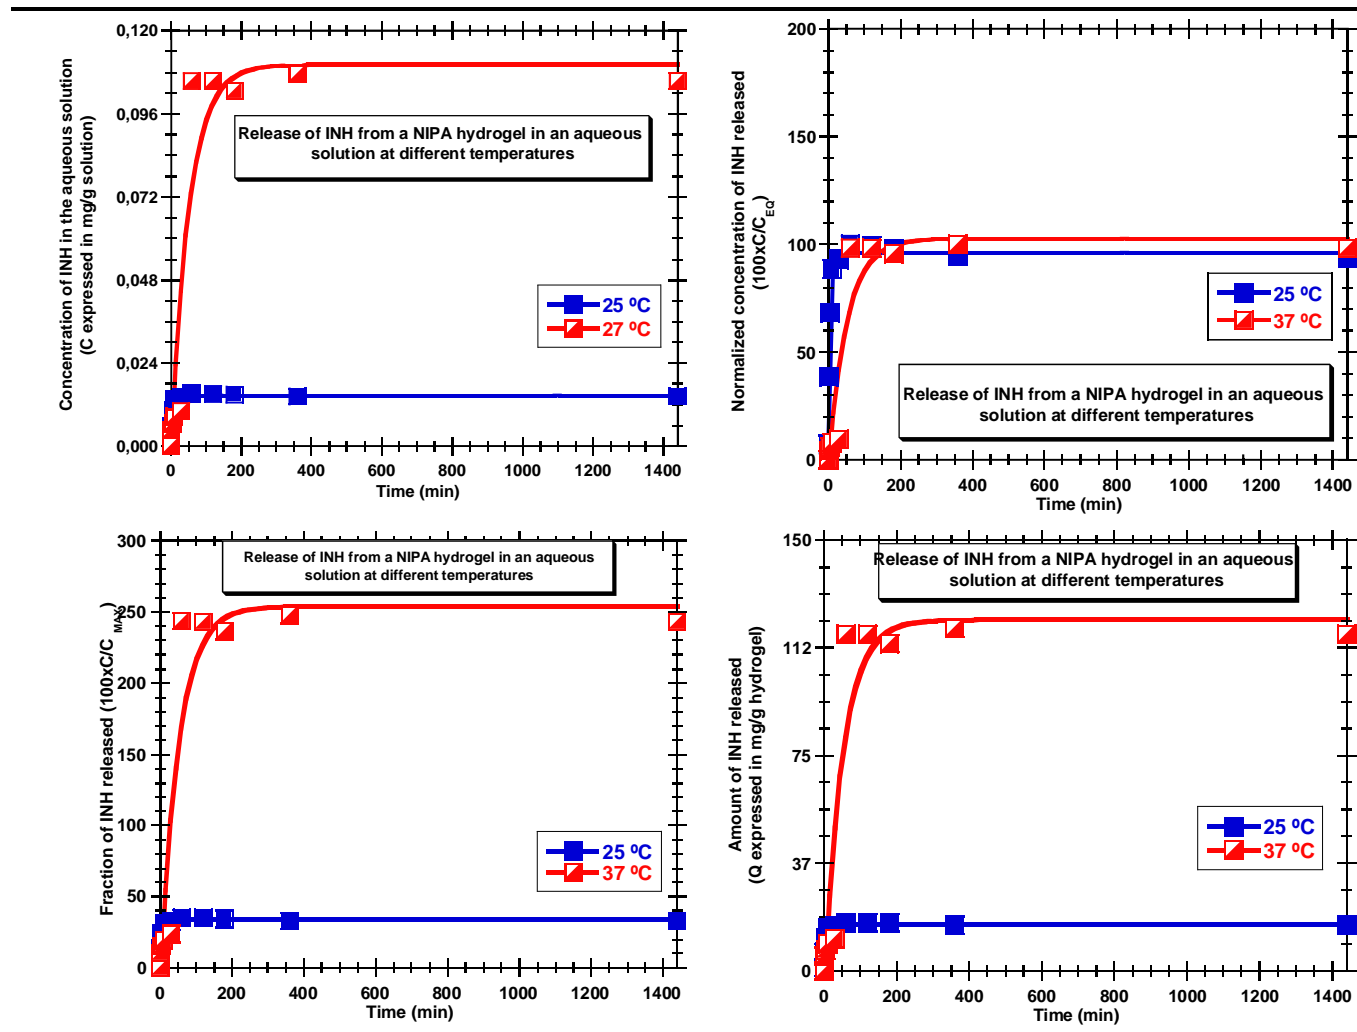 0,120
0,096
0,072
0,048
0,024
0,000
Concentration of INH in the aqueous solution
(C expressed in mg/g solution)
Release of INH from a NIPA hydrogel in an aqueous
solution at different temperatures
25 ºC
27 ºC
0 200 400 600 800 1000 1200 1400
Time (min)
200
150
100
50
0
Normalized concentration of INH released
(100xC/C_EQ)
25 ºC
37 ºC
Release of INH from a NIPA hydrogel in an aqueous
solution at different temperatures
0 200 400 600 800 1000 1200 1400
Time (min)
300
250
200
150
100
50
0
Fraction of INH released (100xC/C_MAX)
Release of INH from a NIPA hydrogel in an aqueous
solution at different temperatures
25 ºC
37 ºC
0 200 400 600 800 1000 1200 1400
Time (min)
150
112
75
37
0
Amount of INH released
(Q expressed in mg/g hydrogel)
Release of INH from a NIPA hydrogel in an aqueous
solution at different temperatures
25 ºC
37 ºC
0 200 400 600 800 1000 1200 1400
Time (min)